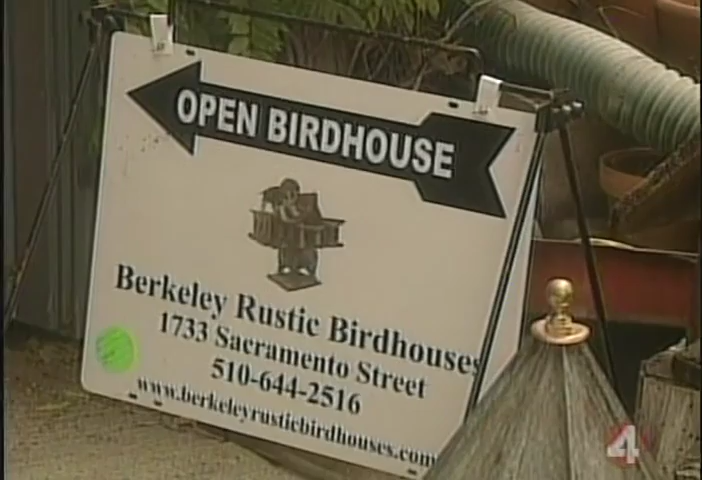 OPEN BIRDHOUSE
Berkeley Rustic Birdhouses
1733 Sacramento Street
510-644-2516
www.berkeleyrusticbirdhouses.com
4